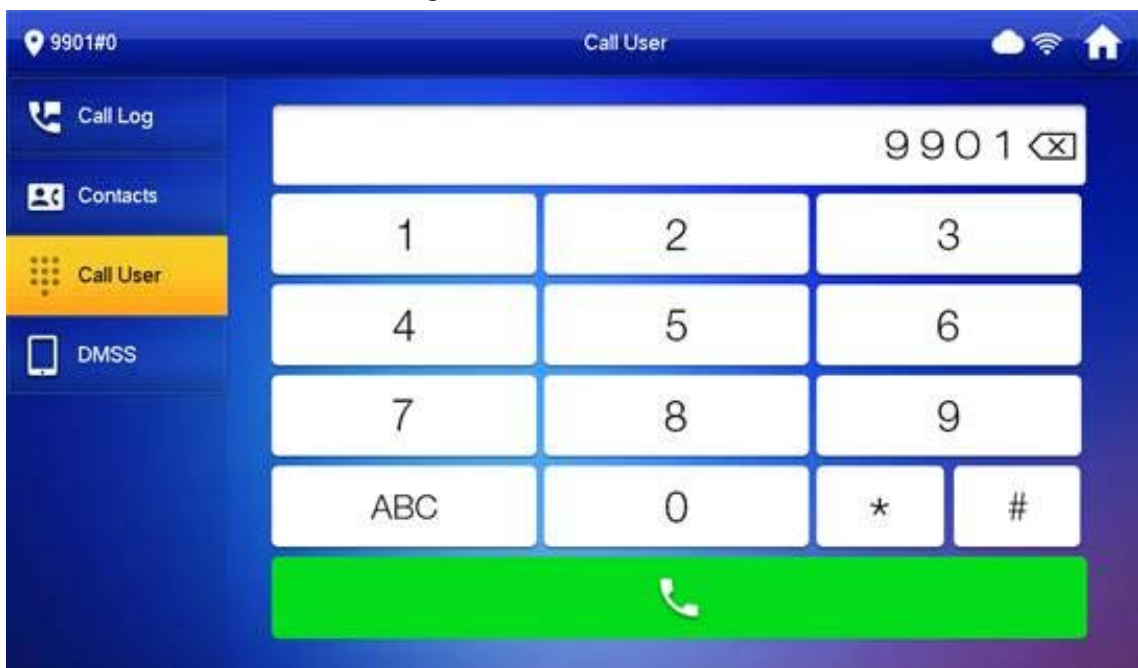 9901#0
Call User
Call Log
Contacts
Call User
DMSS
9901
1 2 3
4 5 6
7 8 9
ABC 0 * #